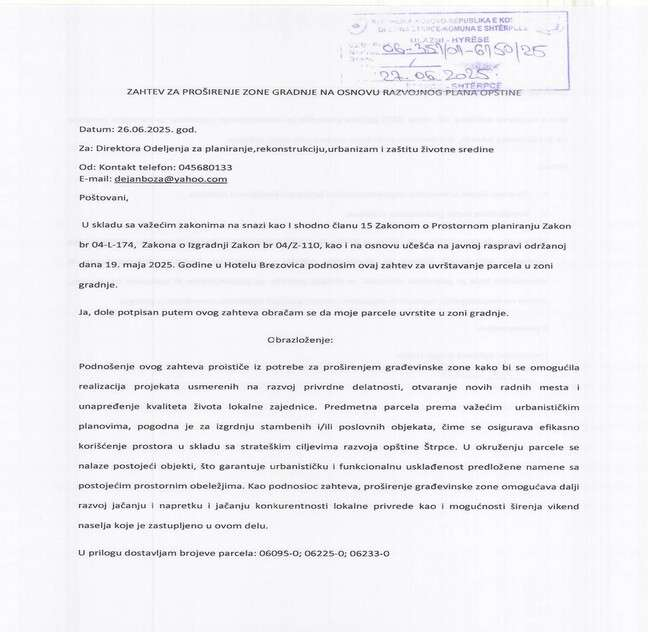 REPUBLIKA KOSOVO-REPUBLIKA E KO
KOMUNA E SHTËRPCE
ULAZNI - HYRËSE
06-351/01-6150/25
27.06.2025.
SHTËRPCE
ZAHTEV ZA PROŠIRENJE ZONE GRADNJE NA OSNOVU RAZVOJNOG PLANA OPŠTINE
Datum: 26.06.2025. god.
Za: Direktora Odeljenja za planiranje,rekonstrukciju,urbanizam i zaštitu životne sredine
Od: Kontakt telefon: 045680133
E-mail: dejanboza@yahoo.com
Poštovani,
U skladu sa važećim zakonima na snazi kao I shodno članu 15 Zakonom o Prostornom planiranju Zakon
br 04-L-174, Zakona o Izgradnji Zakon br 04/Z-110, kao i na osnovu učešća na javnoj raspravi održanoj
dana 19. maja 2025. Godine u Hotelu Brezovica podnosim ovaj zahtev za uvrštavanje parcela u zoni
gradnje.
Ja, dole potpisan putem ovog zahteva obraćam se da moje parcele uvrstite u zoni gradnje.
Obrazloženje:
Podnošenje ovog zahteva proističe iz potrebe za proširenjem građevinske zone kako bi se omogućila
realizacija projekata usmerenih na razvoj privrdne delatnosti, otvaranje novih radnih mesta i
unapređenje kvaliteta života lokalne zajednice. Predmetna parcela prema važećim urbanističkim
planovima, pogodna je za izgrdnju stambenih i/ili poslovnih objekata, čime se osigurava efikasno
korišćenje prostora u skladu sa strateškim ciljevima razvoja opštine Štrpce. U okruženju parcele se
nalaze postojeći objekti, što garantuje urbanističku i funkcionalnu usklađenost predložene namene sa
postojećim prostornim obeležjima. Kao podnosioc zahteva, proširenje građevinske zone omogućava dalji
razvoj jačanju i napretku i jačanju konkurentnosti lokalne privrede kao i mogućnosti širenja vikend
naselja koje je zastupljeno u ovom delu.
U prilogu dostavljam brojeve parcela: 06095-0; 06225-0; 06233-0